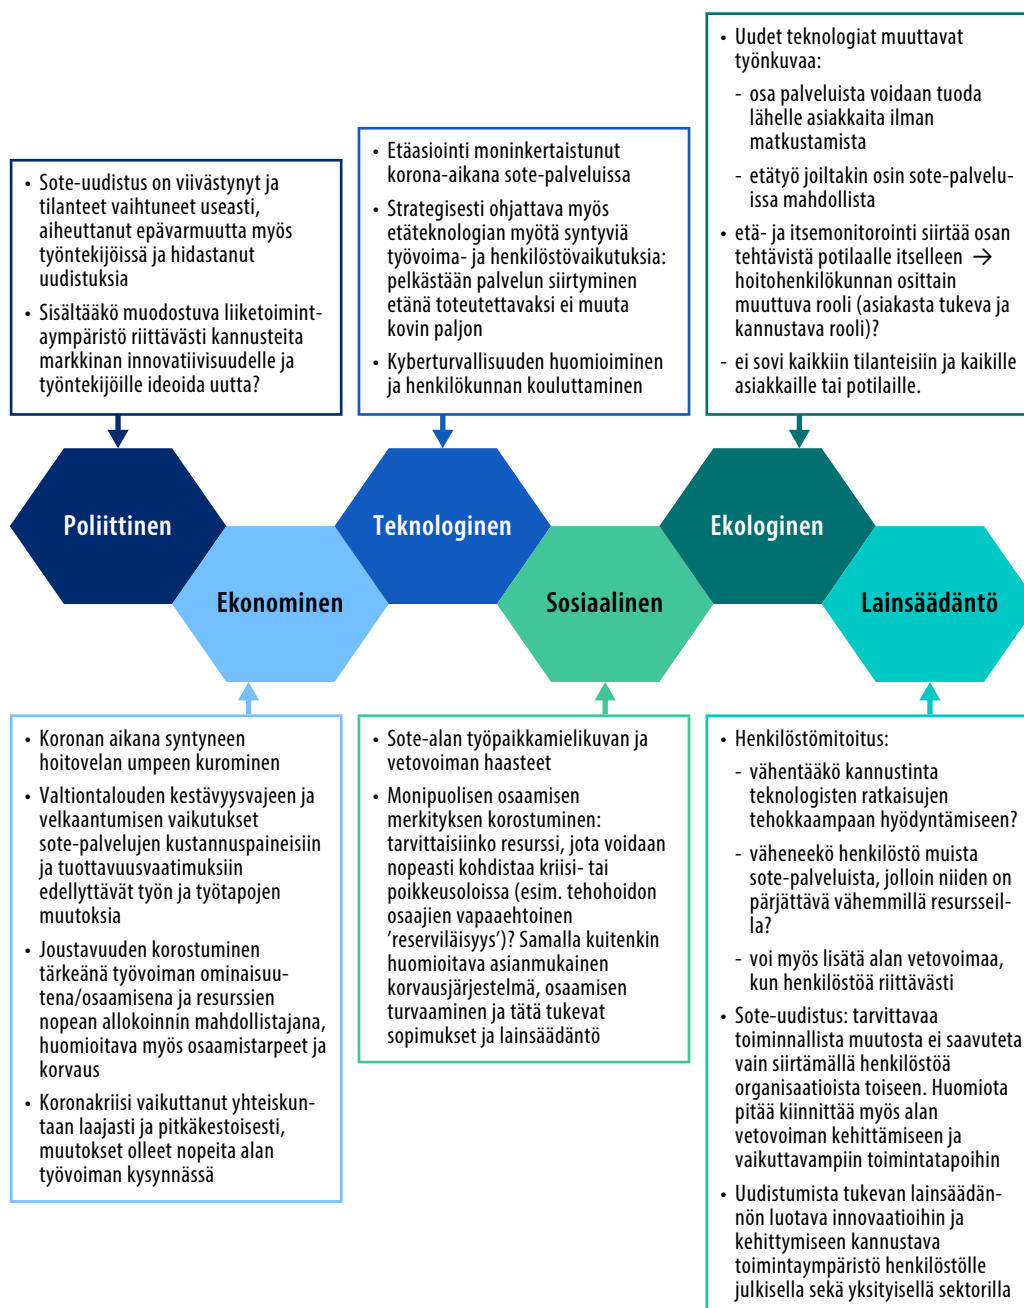 • Sote-uudistus on viivästynyt ja
tilanteet vaihtuneet useasti,
aiheuttanut epävarmuutta myös
työntekijöissä ja hidastanut
uudistuksia
• Sisältääkö muodostuva liiketoimint-
aympäristö riittävästi kannusteita
markkinan innovatiivisuudelle ja
työntekijöille ideoida uutta?
• Etäasiointi moninkertaistunut
korona-aikana sote-palveluissa
• Strategisesti ohjattava myös
etäteknologian myötä syntyviä
työvoima- ja henkilöstövaikutuksia:
pelkästään palvelun siirtyminen
etänä toteutettavaksi ei muuta
kovin paljon
• Kyberturvallisuuden huomioiminen
ja henkilökunnan kouluttaminen
• Uudet teknologiat muuttavat
työnkuvaa:
- osa palveluista voidaan tuoda
lähelle asiakkaita ilman
matkustamista
- etätyö joiltakin osin sote-palvelu-
issa mahdollista
• etä- ja itsemonitorointi siirtää osan
tehtävistä potilaalle itselleen →
hoitohenkilökunnan osittain
muuttuva rooli (asiakasta tukeva ja
kannustava rooli)?
- ei sovi kaikkiin tilanteisiin ja kaikille
asiakkaille tai potilaille.
Poliittinen
Teknologinen
Ekologinen
Ekonominen
Sosiaalinen
Lainsäädäntö
• Koronan aikana syntyneen
hoitovelan umpeen kurominen
• Valtiontalouden kestävyysvajeen ja
velkaantumisen vaikutukset
sote-palvelujen kustannuspaineisiin
ja tuottavuusvaatimuksiin
edellyttävät työn ja työtapojen
muutoksia
• Joustavuuden korostuminen
tärkeänä työvoiman ominaisuu-
tena/osaamisena ja resurssien
nopean allokoinnin mahdollistajana,
huomioitava myös osaamistarpeet ja
korvaus
• Koronakriisi vaikuttanut yhteiskun-
taan laajasti ja pitkäkestoisesti,
muutokset olleet nopeita alan
työvoiman kysynnässä
• Sote-alan työpaikkamielikuvan ja
vetovoiman haasteet
• Monipuolisen osaamisen
merkityksen korostuminen:
tarvittaisiinko resurssi, jota voidaan
nopeasti kohdistaa kriisi- tai
poikkeusoloissa (esim. tehohoidon
osaajien vapaaehtoinen
'reserviläisyys')? Samalla kuitenkin
huomioitava asianmukainen
korvausjärjestelmä, osaamisen
turvaaminen ja tätä tukevat
sopimukset ja lainsäädäntö
• Henkilöstömitoitus:
- vähentääkö kannustinta
teknologisten ratkaisujen
tehokkaampaan hyödyntämiseen?
- väheneekö henkilöstö muista
sote-palveluista, jolloin niiden on
pärjättävä vähemmillä resursseil-
la?
- voi myös lisätä alan vetovoimaa,
kun henkilöstöä riittävästi
• Sote-uudistus: tarvittavaa
toiminnallista muutosta ei saavuteta
vain siirtämällä henkilöstöä
organisaatioista toiseen. Huomiota
pitää kiinnittää myös alan
vetovoiman kehittämiseen ja
vaikuttavampiin toimintatapoihin
• Uudistumista tukevan lainsäädän-
nön luotava innovaatioihin ja
kehittymiseen kannustava
toimintaympäristö henkilöstölle
julkisella sekä yksityisellä sektorilla